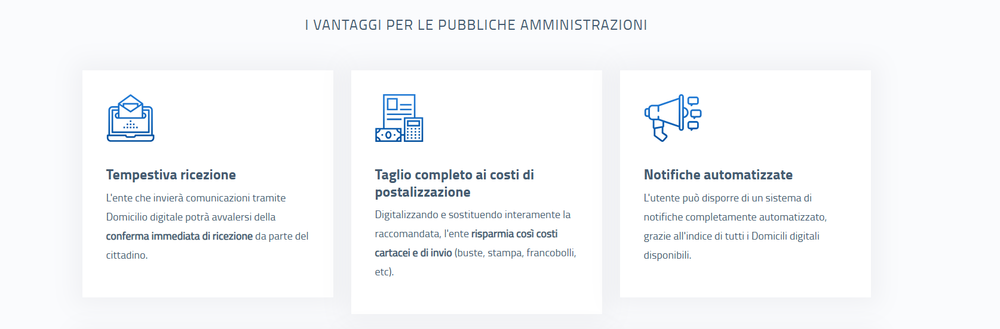 I VANTAGGI PER LE PUBBLICHE AMMINISTRAZIONI
Tempestiva ricezione
L'ente che invierà comunicazioni tramite
Domicilio digitale potrà avvalersi della
conferma immediata di ricezione da parte del
cittadino.
Taglio completo ai costi di
postalizzazione
Digitalizzando e sostituendo interamente la
raccomandata, l'ente risparmia così costi
cartacei e di invio (buste, stampa, francobolli,
etc).
Notifiche automatizzate
L'utente può disporre di un sistema di
notifiche completamente automatizzato,
grazie all'indice di tutti i Domicili digitali
disponibili.